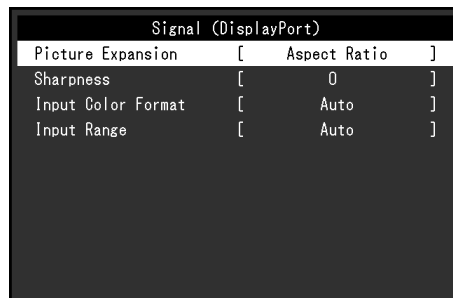 Signal (DisplayPort)
Picture Expansion [ Aspect Ratio ]
Sharpness [ 0 ]
Input Color Format [ Auto ]
Input Range [ Auto ]